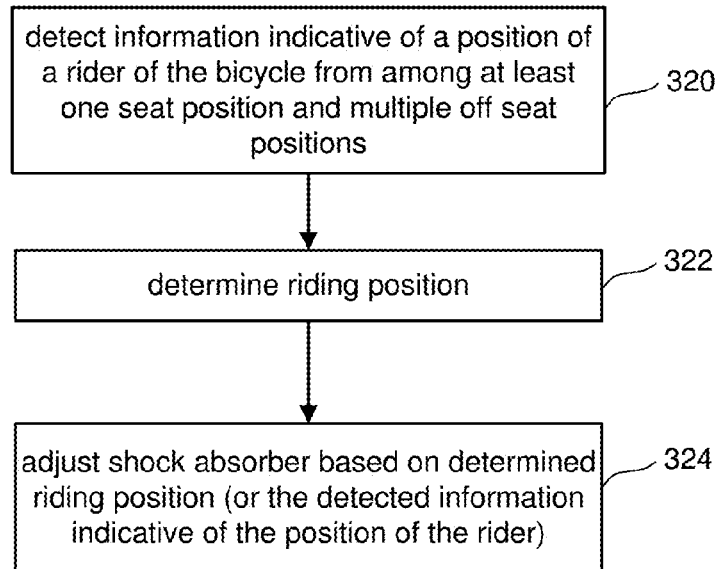 detect information indicative of a position of
a rider of the bicycle from among at least
one seat position and multiple off seat
positions
320
determine riding position
322
adjust shock absorber based on determined
riding position (or the detected information
indicative of the position of the rider)
324